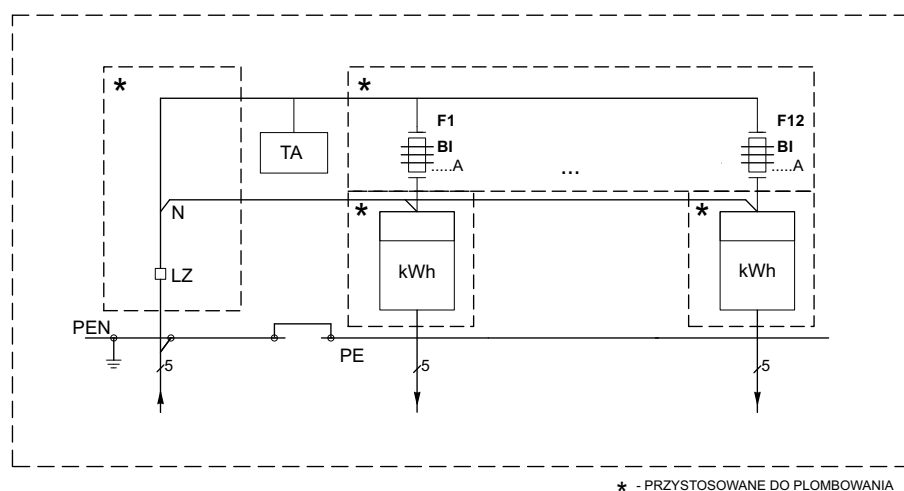 *
*
F1
BI
.....A
F12
BI
.....A
TA
...
N
*
*
kWh
kWh
LZ
PEN
PE
5
5
5
* - PRZYSTOSOWANE DO PLOMBOWANIA